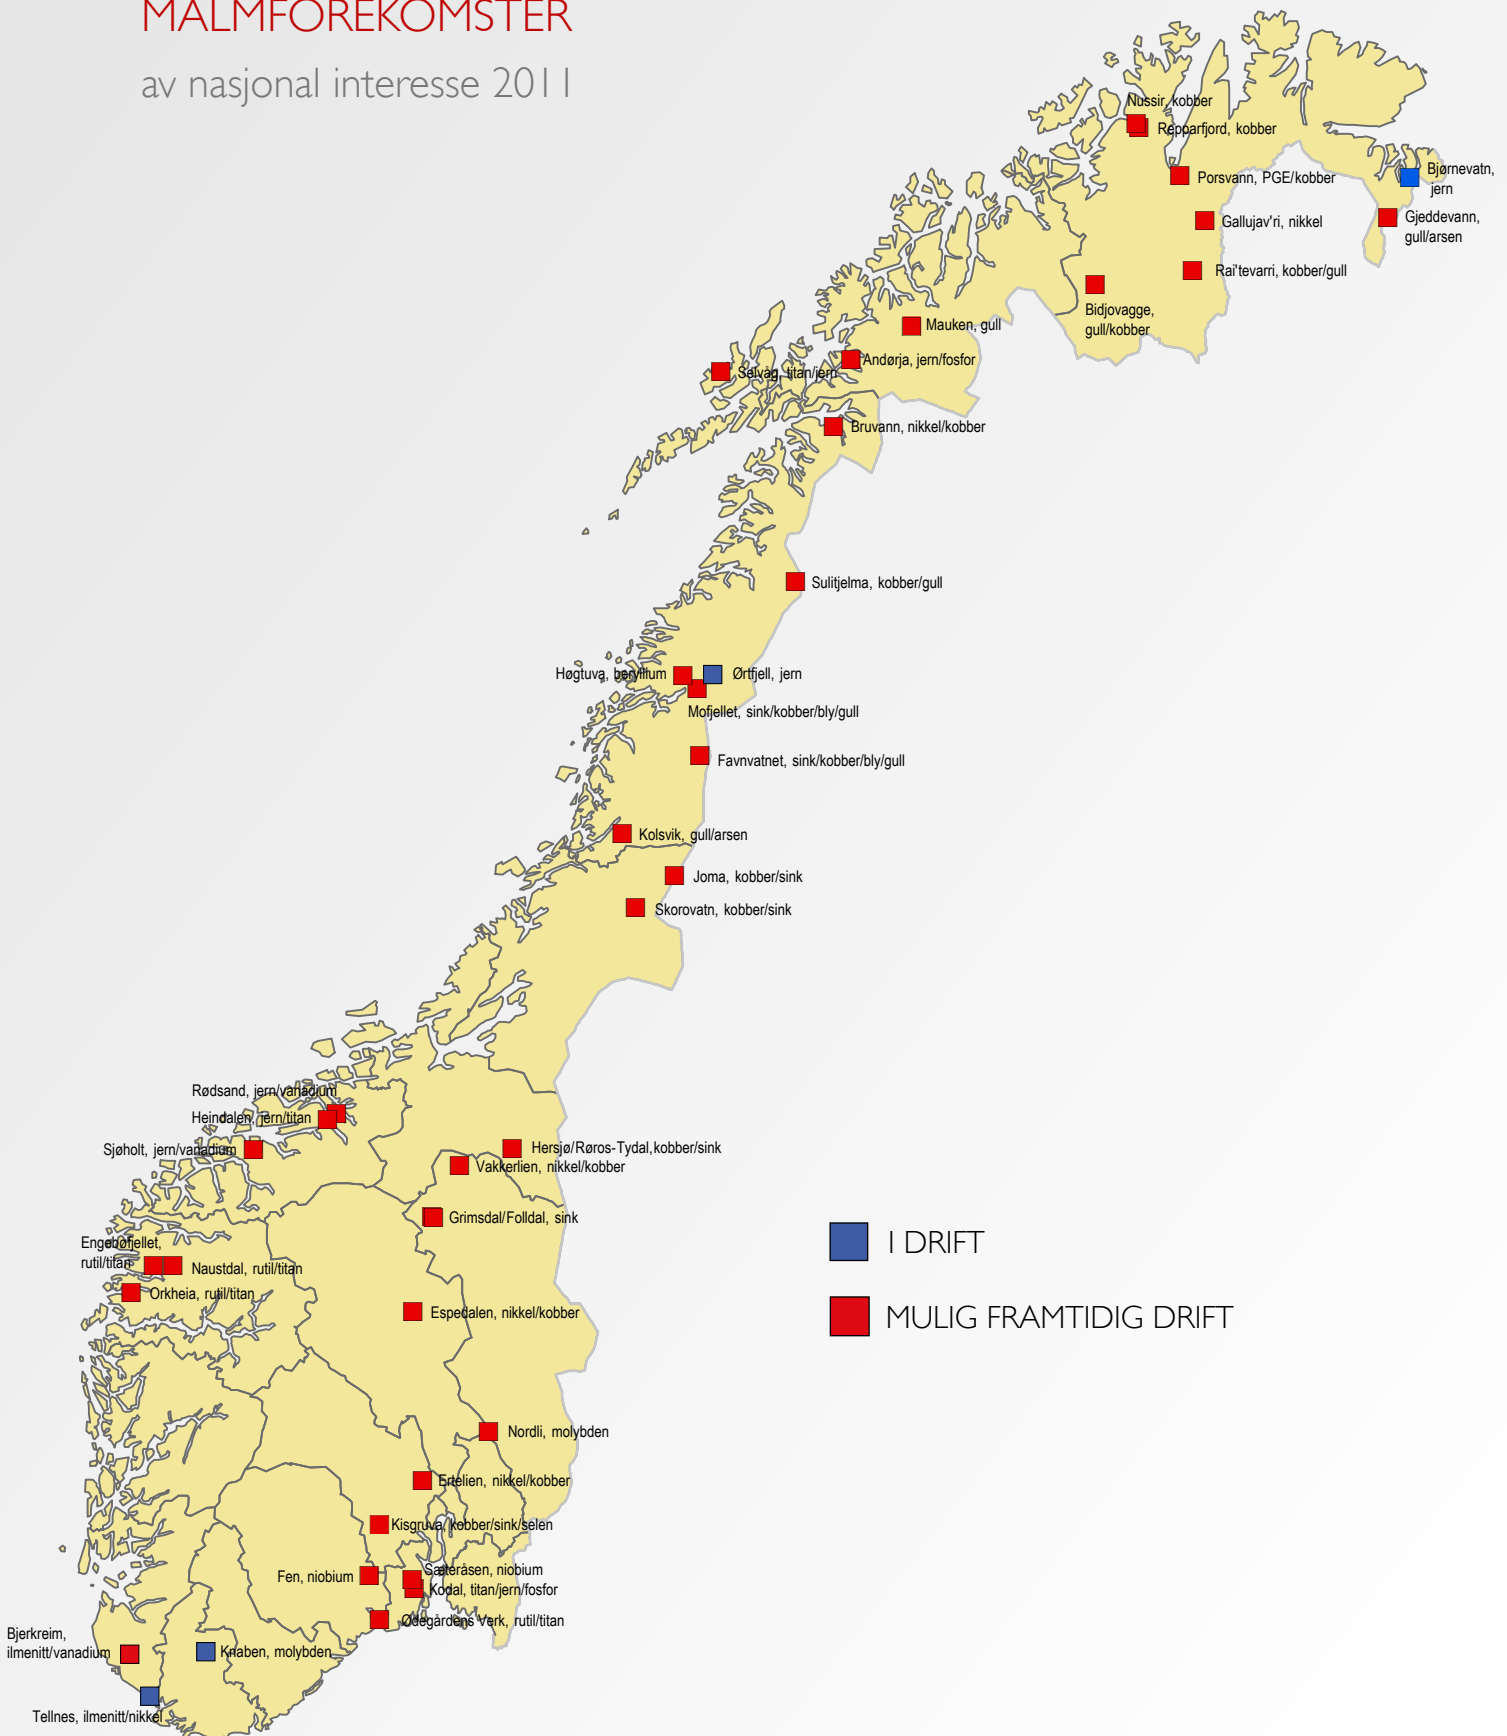 MALMFOREKOMSTER
av nasjonal interesse 2011
Nussir, kobber
Repparfjord, kobber
Porsvann, PGE/kobber
Bjørnevatn,
jern
Gallujav'ri, nikkel
Gjeddevann,
gull/arsen
Rai'tevarri, kobber/gull
Bidjovagge,
gull/kobber
Mauken, gull
Andørja, jern/fosfor
Selvåg, titan/jern
Bruvann, nikkel/kobber
Sulitjelma, kobber/gull
Høgtuva, beryllium
Ørtfjell, jern
Mofjellet, sink/kobber/bly/gull
Favnvatnet, sink/kobber/bly/gull
Kolsvik, gull/arsen
Joma, kobber/sink
Skorovatn, kobber/sink
Rødsand, jern/vanadium
Heindalen, jern/titan
Sjøholt, jern/vanadium
Hersjø/Røros-Tydal,kobber/sink
Vakkerlien, nikkel/kobber
Grimsdal/Folldal, sink
Engebøfjellet,
rutil/titan
Naustdal, rutil/titan
Orkheia, rutil/titan
I DRIFT
MULIG FRAMTIDIG DRIFT
Espedalen, nikkel/kobber
Nordli, molybden
Ertelien, nikkel/kobber
Kisgruva, kobber/sink/selen
Fen, niobium
Sæteråsen, niobium
Kodal, titan/jern/fosfor
Ødegårdens Verk, rutil/titan
Bjerkreim,
ilmenitt/vanadium
Knaben, molybden
Tellnes, ilmenitt/nikkel